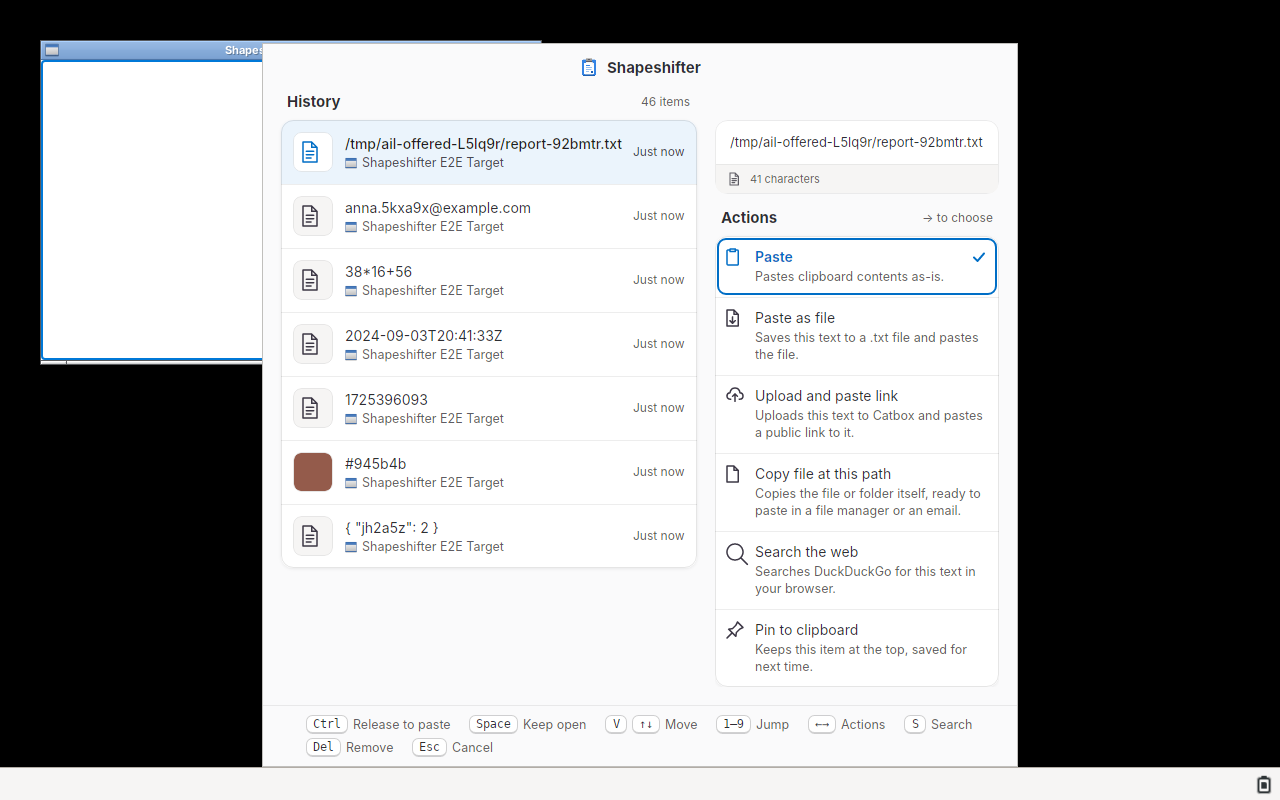 Shapes
Shapeshifter
History
46 items
/tmp/ail-offered-L5lq9r/report-92bmtr.txt
Shapeshifter E2E Target
Just now
anna.5kxa9x@example.com
Shapeshifter E2E Target
Just now
38*16+56
Shapeshifter E2E Target
Just now
2024-09-03T20:41:33Z
Shapeshifter E2E Target
Just now
1725396093
Shapeshifter E2E Target
Just now
#945b4b
Shapeshifter E2E Target
Just now
{ "jh2a5z": 2 }
Shapeshifter E2E Target
Just now
/tmp/ail-offered-L5lq9r/report-92bmtr.txt
41 characters
Actions
→ to choose
Paste
Pastes clipboard contents as-is.
Paste as file
Saves this text to a .txt file and pastes
the file.
Upload and paste link
Uploads this text to Catbox and pastes
a public link to it.
Copy file at this path
Copies the file or folder itself, ready to
paste in a file manager or an email.
Search the web
Searches DuckDuckGo for this text in
your browser.
Pin to clipboard
Keeps this item at the top, saved for
next time.
Ctrl Release to paste Space Keep open V ↑↓ Move 1–9 Jump ←→ Actions S Search
Del Remove Esc Cancel